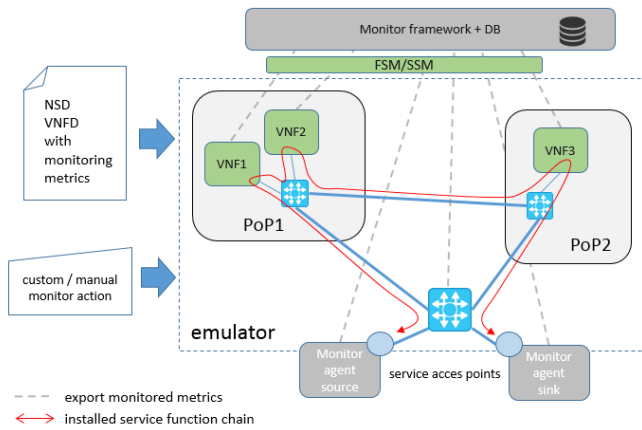 Monitor framework + DB
FSM/SSM
NSD
VNFD
with
monitoring
metrics
VNF2
VNF1
VNF3
PoP1
PoP2
custom / manual
monitor action
emulator
Monitor
agent
source
service acces points
Monitor
agent
sink
export monitored metrics
installed service function chain